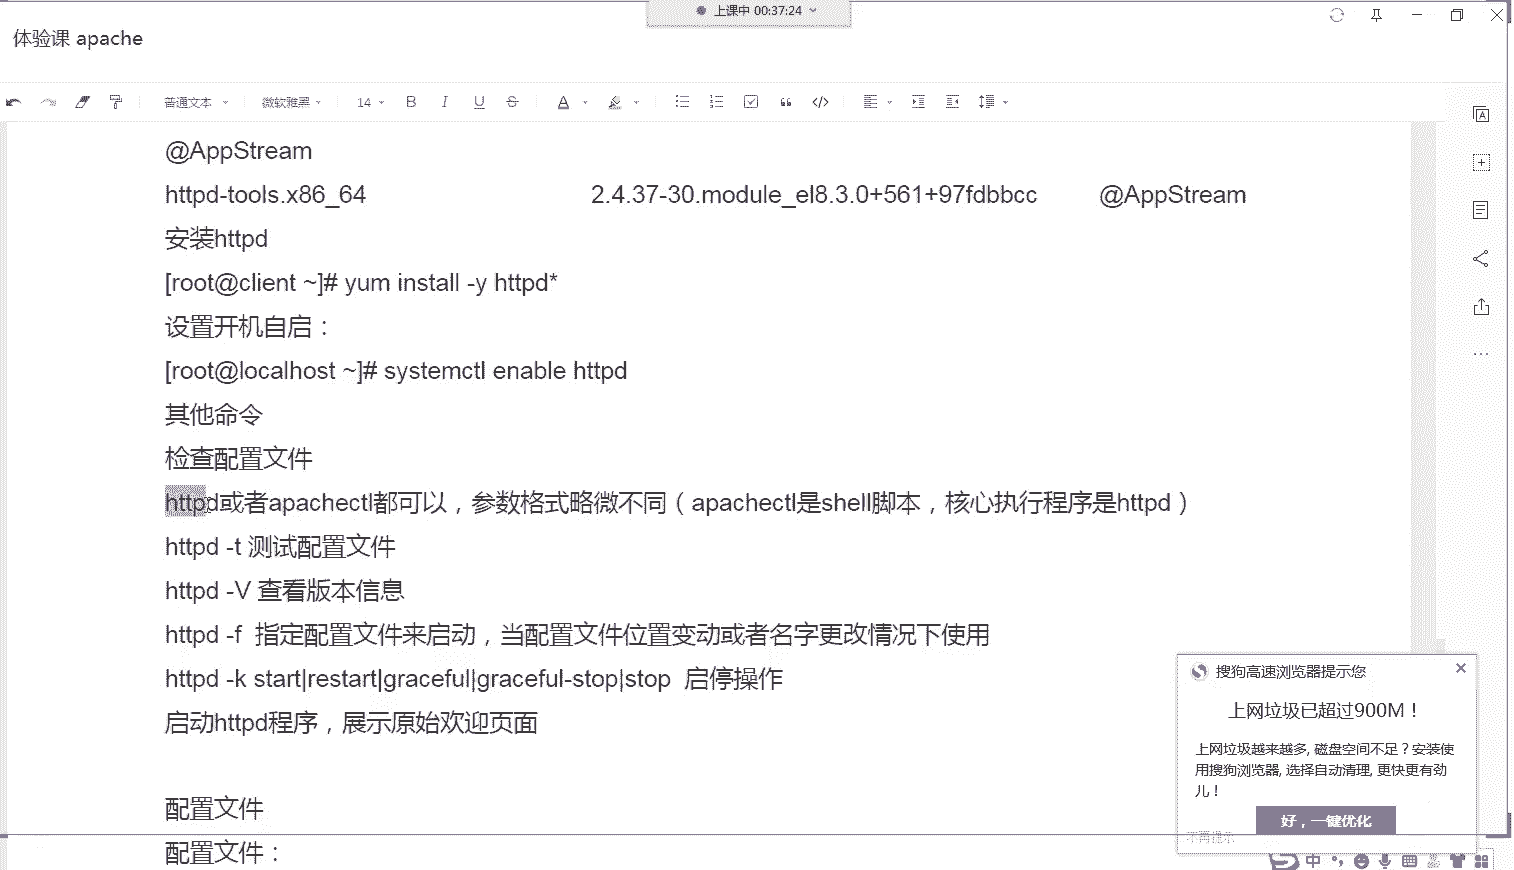 上课中 00:37:24
体验课 apache
普通文本
微软雅黑
14
B I U S A
@AppStream
httpd-tools.x86_64 2.4.37-30.module_el8.3.0+561+97fdbbcc @AppStream
安装httpd
[root@client ~]# yum install -y httpd*
设置开机自启：
[root@localhost ~]# systemctl enable httpd
其他命令
检查配置文件
httpd或者apachectl都可以，参数格式略微不同（apachectl是shell脚本，核心执行程序是httpd）
httpd -t 测试配置文件
httpd -V 查看版本信息
httpd -f 指定配置文件来启动，当配置文件位置变动或者名字更改情况下使用
httpd -k start|restart|graceful|graceful-stop|stop 启停操作
启动httpd程序，展示原始欢迎页面
配置文件
配置文件：
搜狗高速浏览器提示您
上网垃圾已超过900M！
上网垃圾越来越多, 磁盘空间不足？安装使
用搜狗浏览器, 选择自动清理, 更快更有劲
儿！
好，一键优化
不再提示
中